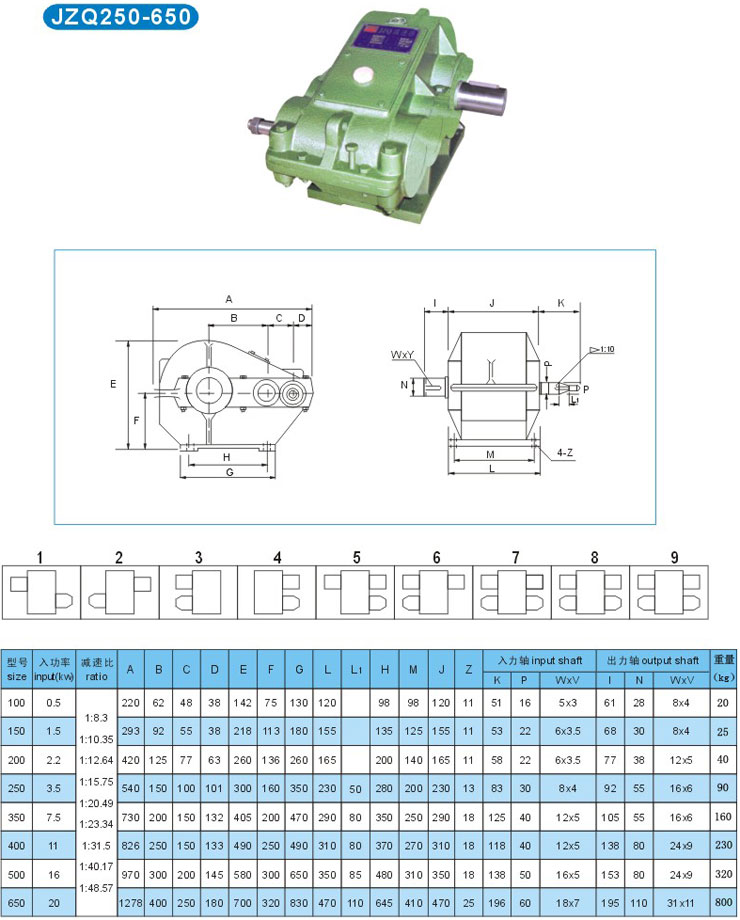 JZQ250-650
A
B C D
E
F
H
G
I J K
WxY
N
1:10
P
P
L1
M
4-Z
L
1 2 3 4 5 6 7 8 9
型号 size 入功率 input(kw) 减速比 ratio A B C D E F G L L1 H M J Z 入力轴 input shaft 出力轴 output shaft 重量 (kg)
K P WxV I N WxV
100 0.5 220 62 48 38 142 75 130 120 98 98 120 11 51 16 5x3 61 28 8x4 20
1:8.3
150 1.5 293 92 55 38 218 113 180 155 135 125 155 11 53 22 6x3.5 68 30 8x4 25
1:10.35
200 2.2 420 125 77 63 260 136 260 165 200 140 165 11 58 22 6x3.5 77 38 12x5 40
1:12.64
1:15.75
250 3.5 540 150 100 101 300 160 350 230 50 280 200 230 13 83 30 8x4 92 55 16x6 90
1:20.49
350 7.5 730 200 150 132 405 200 470 290 80 350 250 290 18 125 40 12x5 105 55 16x6 160
1:23.34
400 11 826 250 150 133 490 250 490 310 80 370 270 310 18 118 40 12x5 138 80 24x9 230
1:31.5
1:40.17
500 16 970 300 200 145 580 300 650 350 85 480 310 350 18 138 50 16x5 153 80 24x9 320
1:48.57
650 20 1278 400 250 180 700 320 830 470 110 645 410 470 25 196 60 18x7 195 110 31x11 800